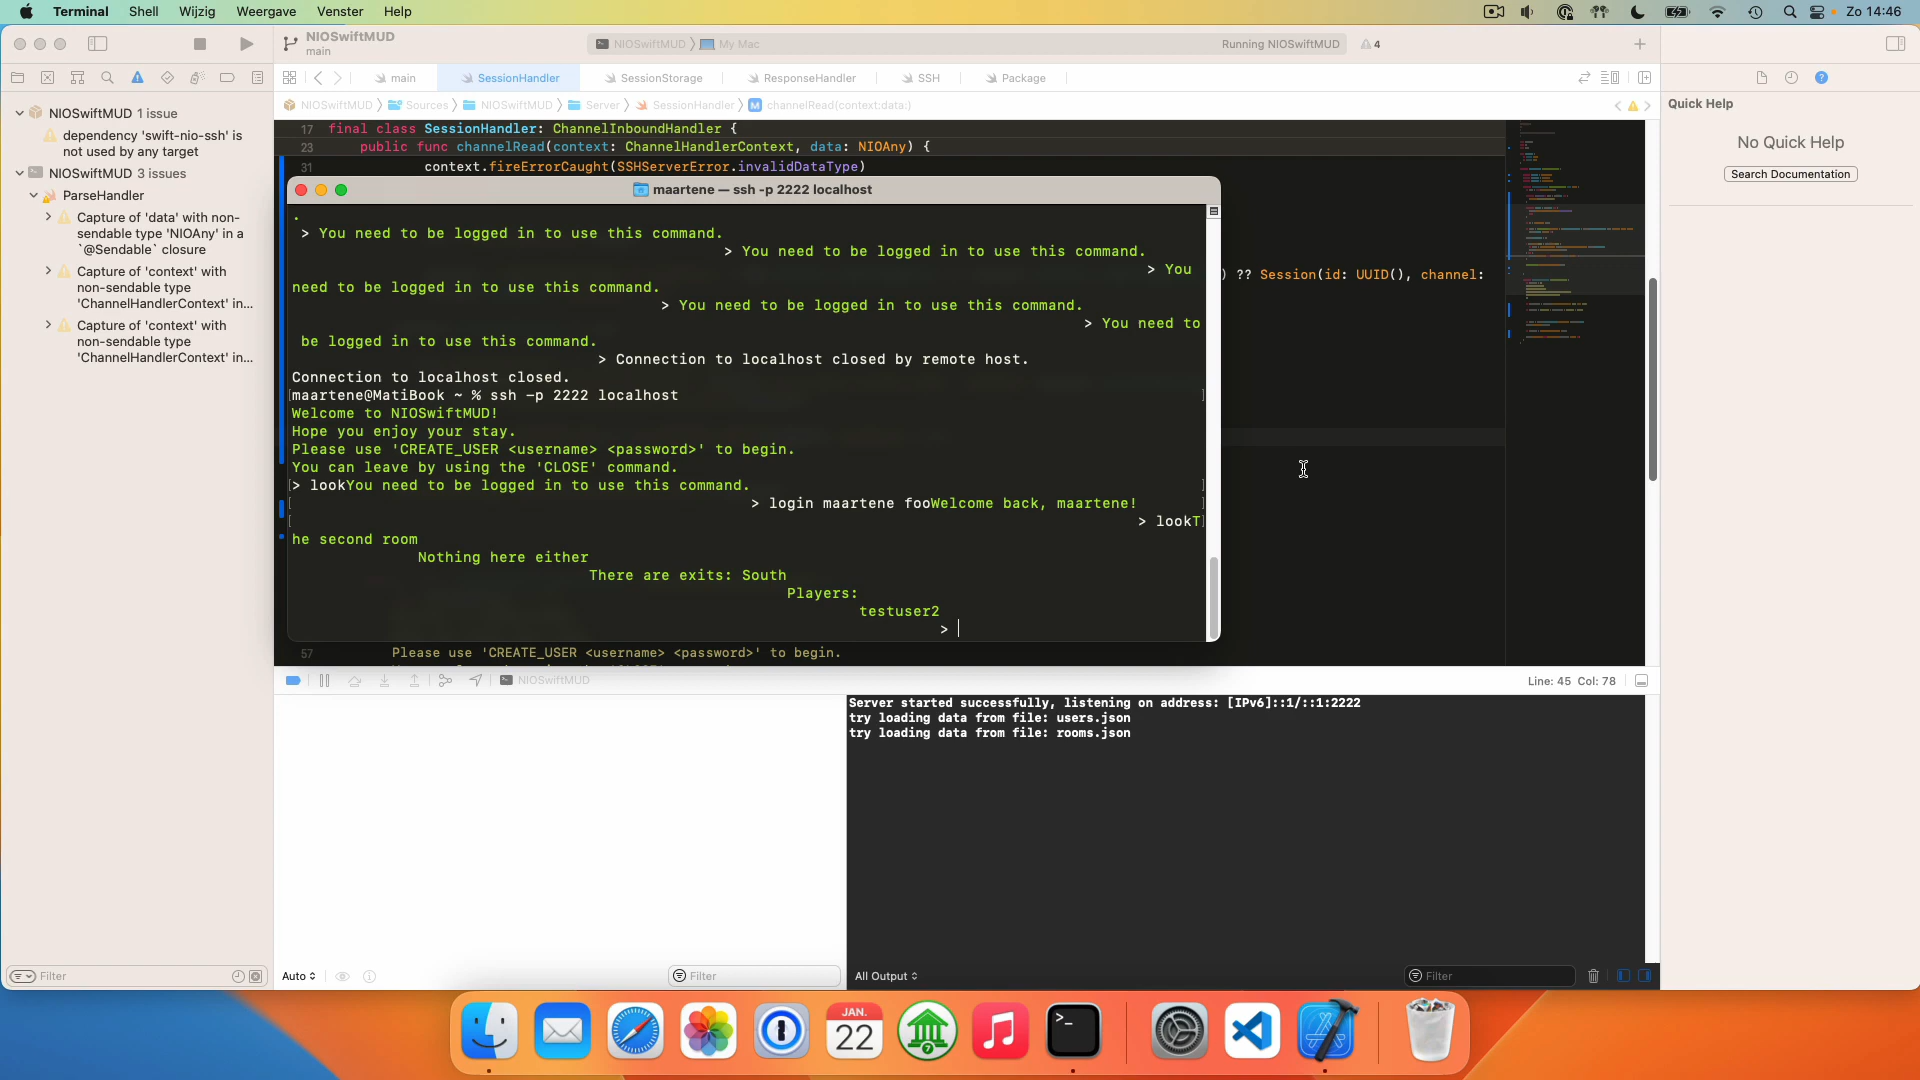 Terminal Shell Wijzig Weergave Venster Help Zo 14:46
NIOSwiftMUD
main
NIOSwiftMUD My Mac Running NIOSwiftMUD 4
main SessionHandler SessionStorage ResponseHandler SSH Package
NIOSwiftMUD Sources NIOSwiftMUD Server SessionHandler M channelRead(context:data:)
NIOSwiftMUD 1 issue
dependency 'swift-nio-ssh' is
not used by any target
NIOSwiftMUD 3 issues
ParseHandler
Capture of 'data' with non-
sendable type 'NIOAny' in a
`@Sendable` closure
Capture of 'context' with
non-sendable type
'ChannelHandlerContext' in...
Capture of 'context' with
non-sendable type
'ChannelHandlerContext' in...
Filter
17 final class SessionHandler: ChannelInboundHandler {
23 public func channelRead(context: ChannelHandlerContext, data: NIOAny) {
31 context.fireErrorCaught(SSHServerError.invalidDataType)
) ?? Session(id: UUID(), channel:
maartene — ssh -p 2222 localhost
.
> You need to be logged in to use this command.
> You need to be logged in to use this command.
> You
need to be logged in to use this command.
> You need to be logged in to use this command.
> You need to
be logged in to use this command.
> Connection to localhost closed by remote host.
Connection to localhost closed.
[maartene@MatiBook ~ % ssh -p 2222 localhost ]
Welcome to NIOSwiftMUD!
Hope you enjoy your stay.
Please use 'CREATE_USER <username> <password>' to begin.
You can leave by using the 'CLOSE' command.
[> lookYou need to be logged in to use this command. ]
[ > login maartene fooWelcome back, maartene! ]
[ > lookT]
he second room
Nothing here either
There are exits: South
Players:
testuser2
>
57 Please use 'CREATE_USER <username> <password>' to begin.
NIOSwiftMUD
Line: 45 Col: 78
Server started successfully, listening on address: [IPv6]::1/::1:2222
try loading data from file: users.json
try loading data from file: rooms.json
Auto Filter
All Output Filter
Quick Help
No Quick Help
Search Documentation
JAN.
22
7
>_